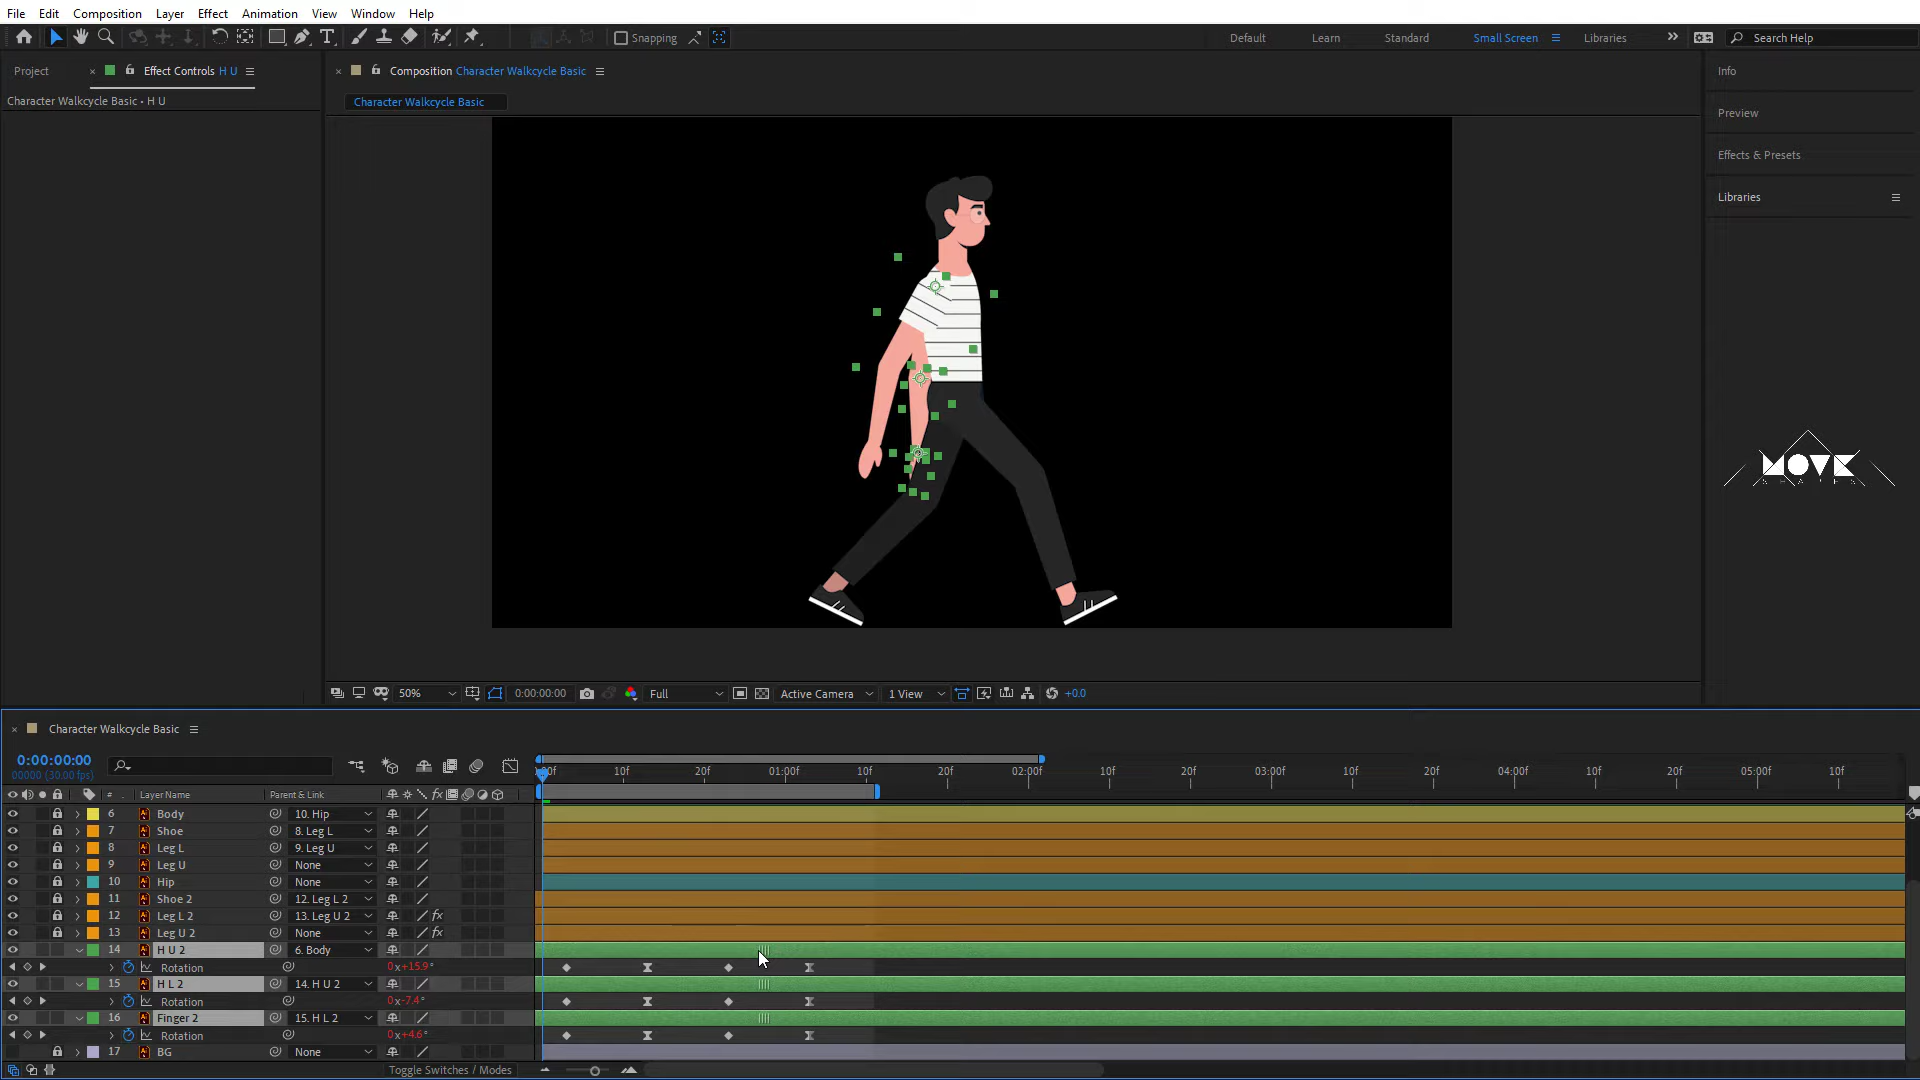 File Edit Composition Layer Effect Animation View Window Help
Snapping Default Learn Standard Small Screen Libraries Search Help
Project Effect Controls H U Composition Character Walkcycle Basic Info
Character Walkcycle Basic • H U Character Walkcycle Basic
Preview
Effects & Presets
Libraries
MOVE
50% 0:00:00:00 Full Active Camera 1 View +0.0
Character Walkcycle Basic
0:00:00:00
00000 (30.00 fps)
:00f 10f 20f 01:00f 10f 20f 02:00f 10f 20f 03:00f 10f 20f 04:00f 10f 20f 05:00f 10f
# Layer Name Parent & Link
6 Body 10. Hip
7 Shoe 8. Leg L
8 Leg L 9. Leg U
9 Leg U None
10 Hip None
11 Shoe 2 12. Leg L 2
12 Leg L 2 13. Leg U 2 fx
13 Leg U 2 None fx
14 H U 2 6. Body
Rotation 0x+15.9°
15 H L 2 14. H U 2
Rotation 0x-7.4°
16 Finger 2 15. H L 2
Rotation 0x+4.6°
17 BG None
Toggle Switches / Modes